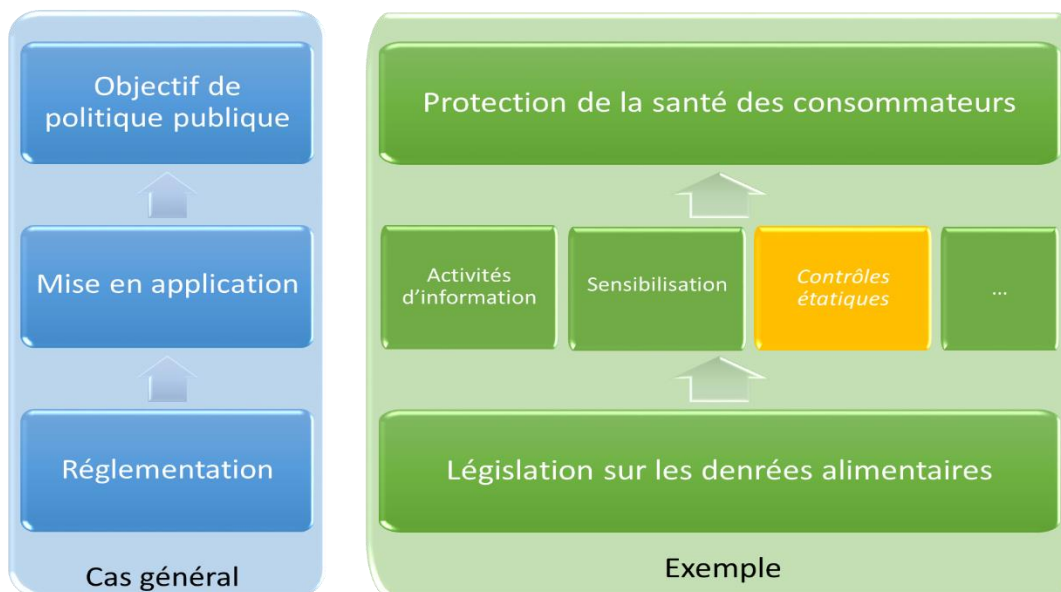 Objectif de
politique publique
Mise en application
Réglementation
Cas général
Protection de la santé des consommateurs
Activités
d'information
Sensibilisation
Contrôles
étatiques
...
Législation sur les denrées alimentaires
Exemple